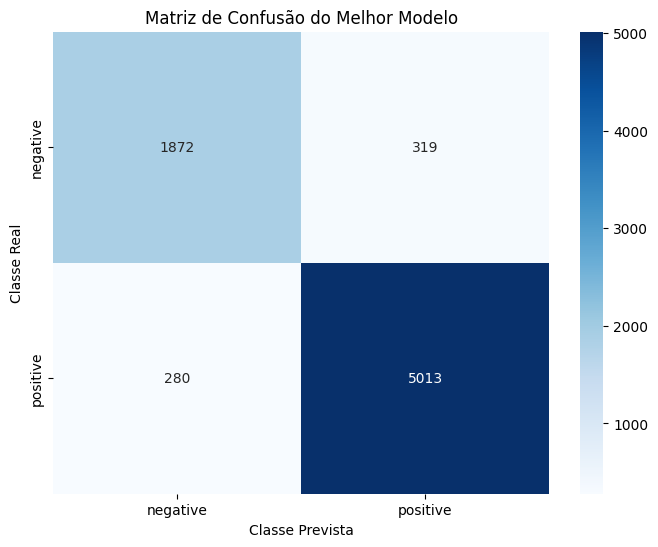 Matriz de Confusão do Melhor Modelo
Classe Real
negative
positive
1872
319
280
5013
negative
positive
Classe Prevista
5000
4000
3000
2000
1000